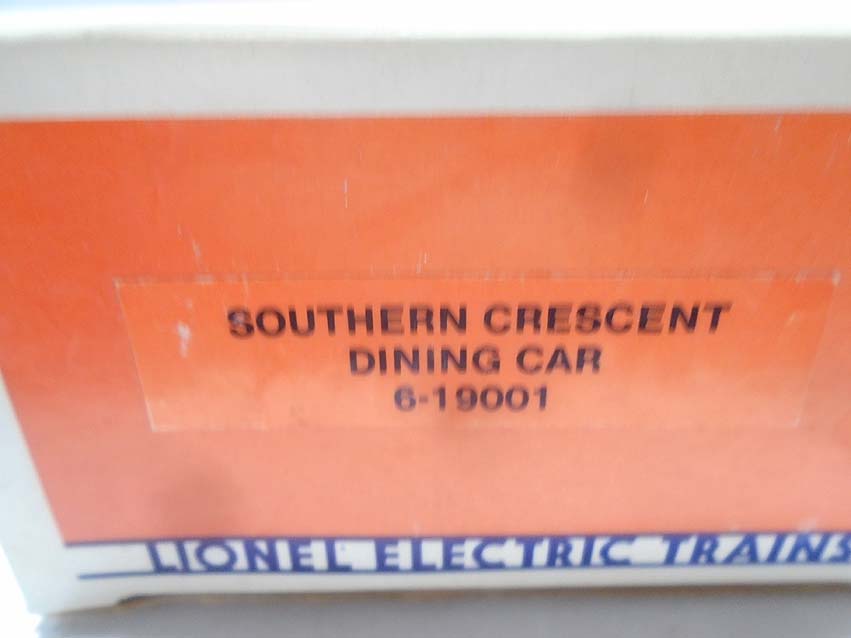 SOUTHERN CRESCENT
DINING CAR
6-19001
LIONEL ELECTRIC TRAINS